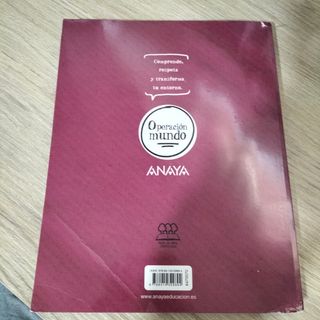 Comprende,
respeta
y transforma
tu entorno.
Operación
mundo
ANAYA
www.anayaeducacion.es